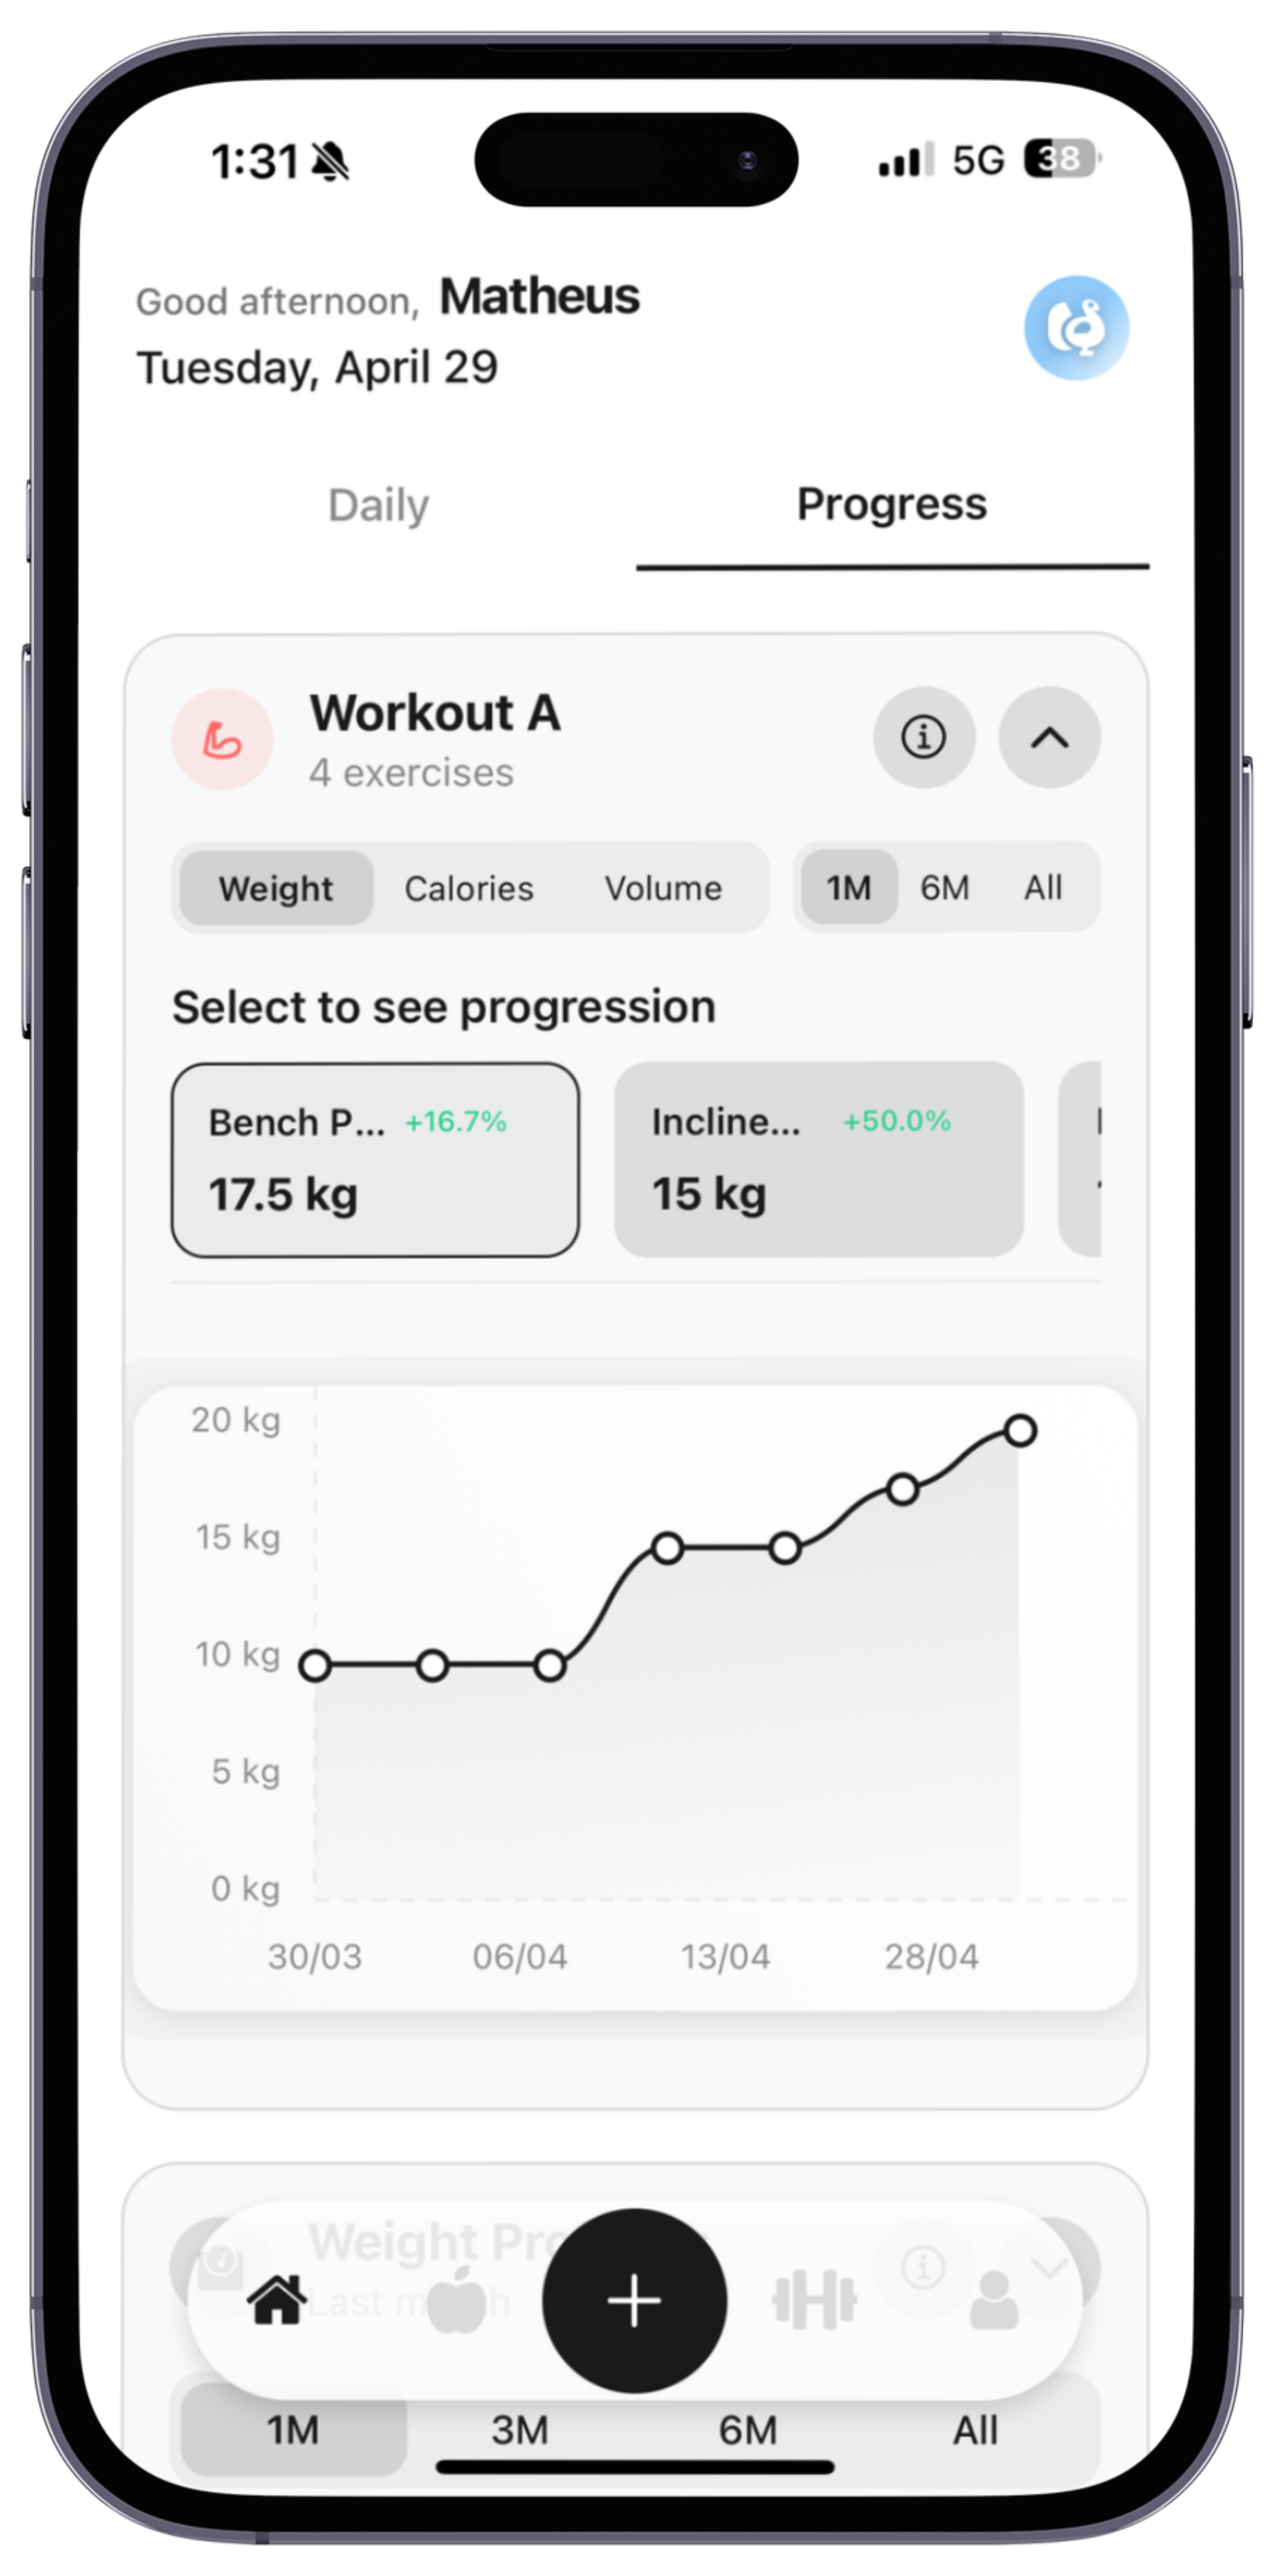 1:31 5G 38
Good afternoon, Matheus
Tuesday, April 29
Daily Progress
Workout A
4 exercises
Weight Calories Volume 1M 6M All
Select to see progression
Bench P... +16.7% Incline... +50.0%
17.5 kg 15 kg
20 kg
15 kg
10 kg
5 kg
0 kg
30/03 06/04 13/04 28/04
Weight Pro
Last m h
1M 3M 6M All